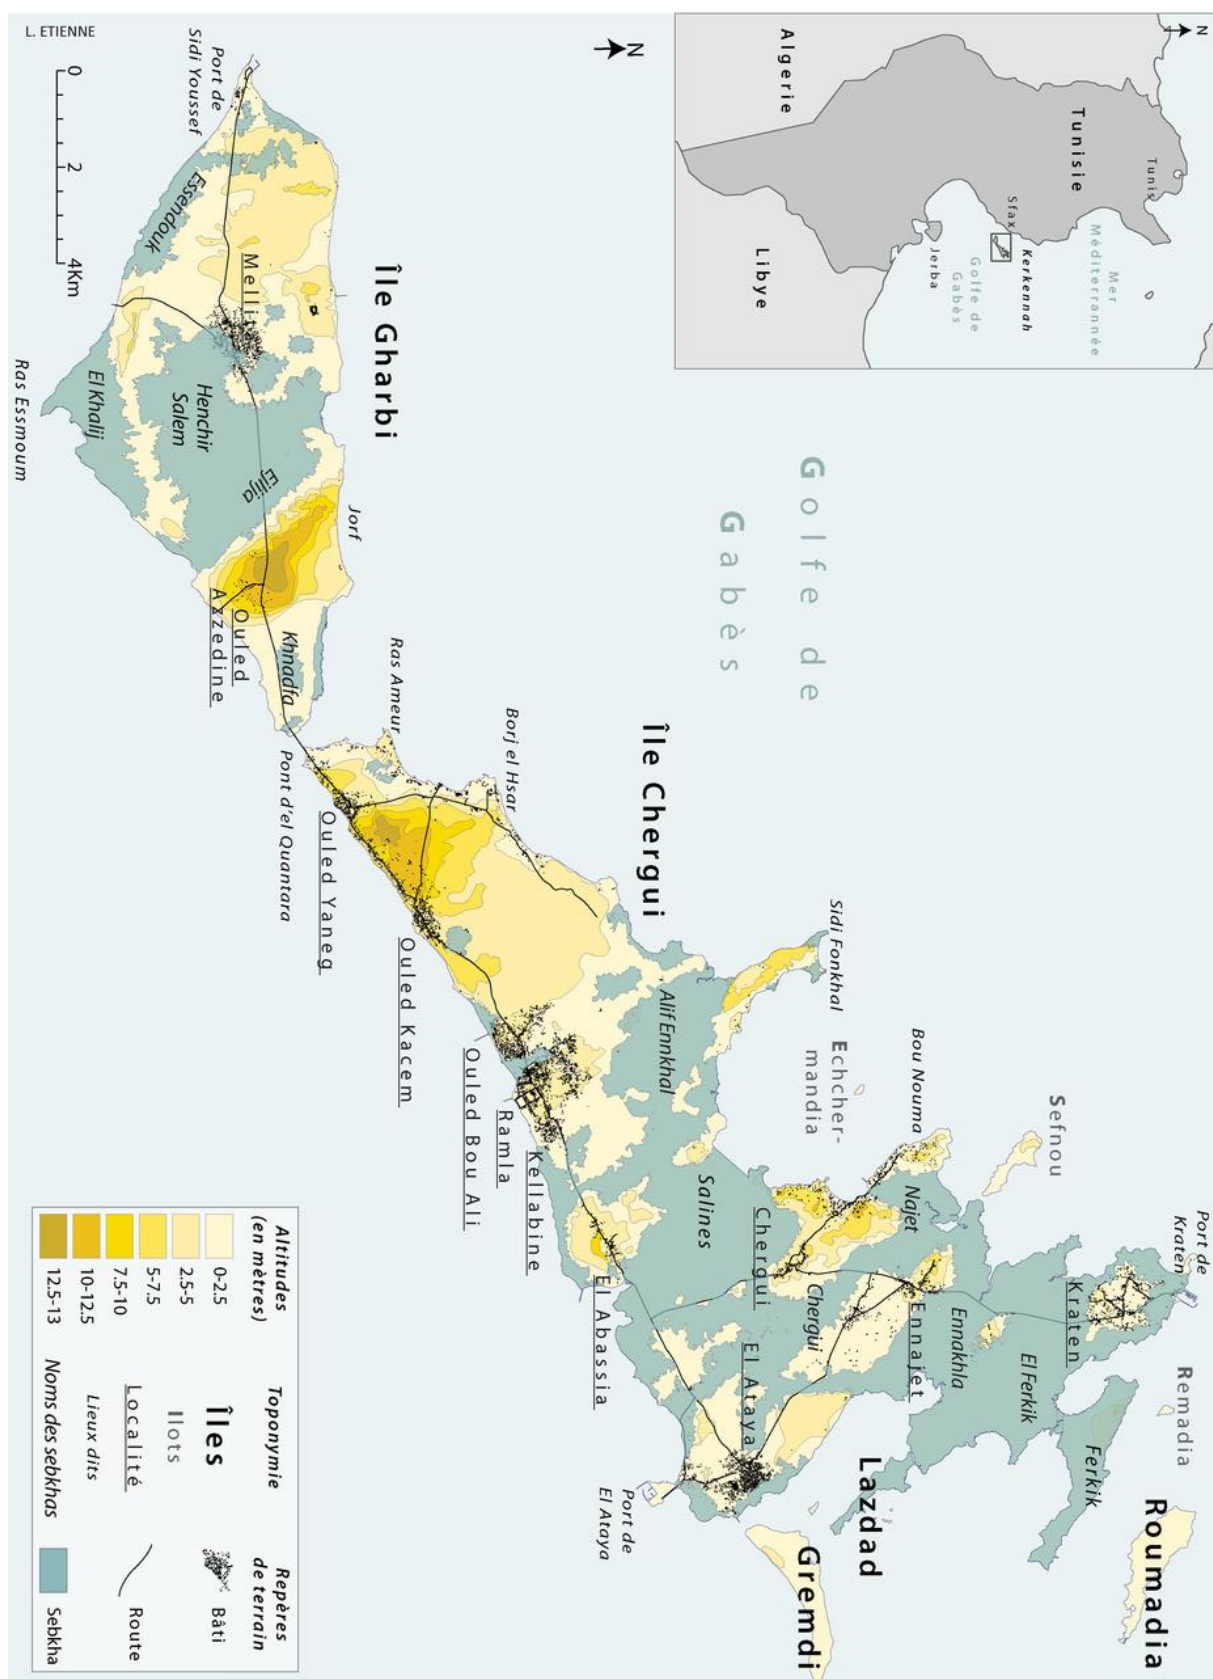 L. ETIENNE
0
2
4Km
N
N
Algerie
Tunisie
Tunis
Sfax
Kerkennah
Jerba
Libye
Golfe de
Gabès
Mer
Méditerrannée
Golfe de
Gabès
Île Gharbi
Port de
Sidi Youssef
Essendouk
Mellita
El Khalij
Ras Essmoum
Henchir
Salem
Ejlija
Jorf
Ouled
Azzedine
Khnadfa
Pont d'el Quantara
Île Chergui
Ras Ameur
Borj el Hsar
Ouled Yaneg
Ouled Kacem
Ouled Bou Ali
Ramla
Kellabine
Alif Ennkhal
Sidi Fonkhal
Echcher-
mandia
Salines
Bou Nouma
Sefnou
Najet
Chergui
Chergui
El Abassia
El Ataya
Ennajet
Ennakhla
El Ferkik
Kraten
Port de
Kraten
Remadia
Ferkik
Lazdad
Port de
El Ataya
Gremdi
Roumadia
Altitudes
(en mètres)
0-2.5
2.5-5
5-7.5
7.5-10
10-12.5
12.5-13
Toponymie
Îles
Ilots
Localité
Lieux dits
Noms des sebkhas
Repères
de terrain
Bâti
Route
Sebkha